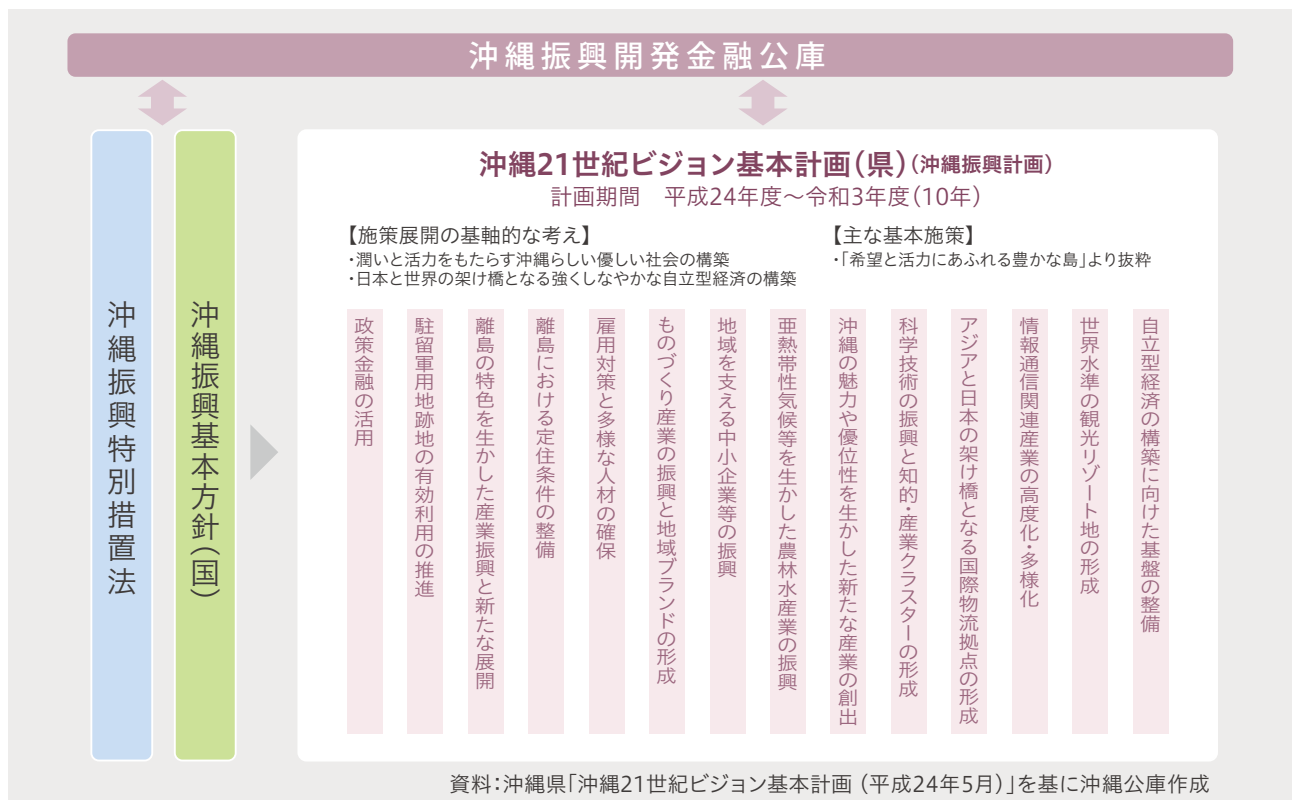 沖縄振興開発金融公庫
沖縄振興特別措置法
沖縄振興基本方針(国)
沖縄21世紀ビジョン基本計画(県)(沖縄振興計画)
計画期間　平成24年度～令和3年度(10年)
【施策展開の基軸的な考え】
・潤いと活力をもたらす沖縄らしい優しい社会の構築
・日本と世界の架け橋となる強くしなやかな自立型経済の構築
【主な基本施策】
・「希望と活力にあふれる豊かな島」より抜粋
自立型経済の構築に向けた基盤の整備
世界水準の観光リゾート地の形成
情報通信関連産業の高度化・多様化
アジアと日本の架け橋となる国際物流拠点の形成
科学技術の振興と知的・産業クラスターの形成
沖縄の魅力や優位性を生かした新たな産業の創出
亜熱帯性気候等を生かした農林水産業の振興
地域を支える中小企業等の振興
ものづくり産業の振興と地域ブランドの形成
雇用対策と多様な人材の確保
離島における定住条件の整備
離島の特色を生かした産業振興と新たな展開
駐留軍用地跡地の有効利用の推進
政策金融の活用
資料:沖縄県「沖縄21世紀ビジョン基本計画 (平成24年5月)」を基に沖縄公庫作成